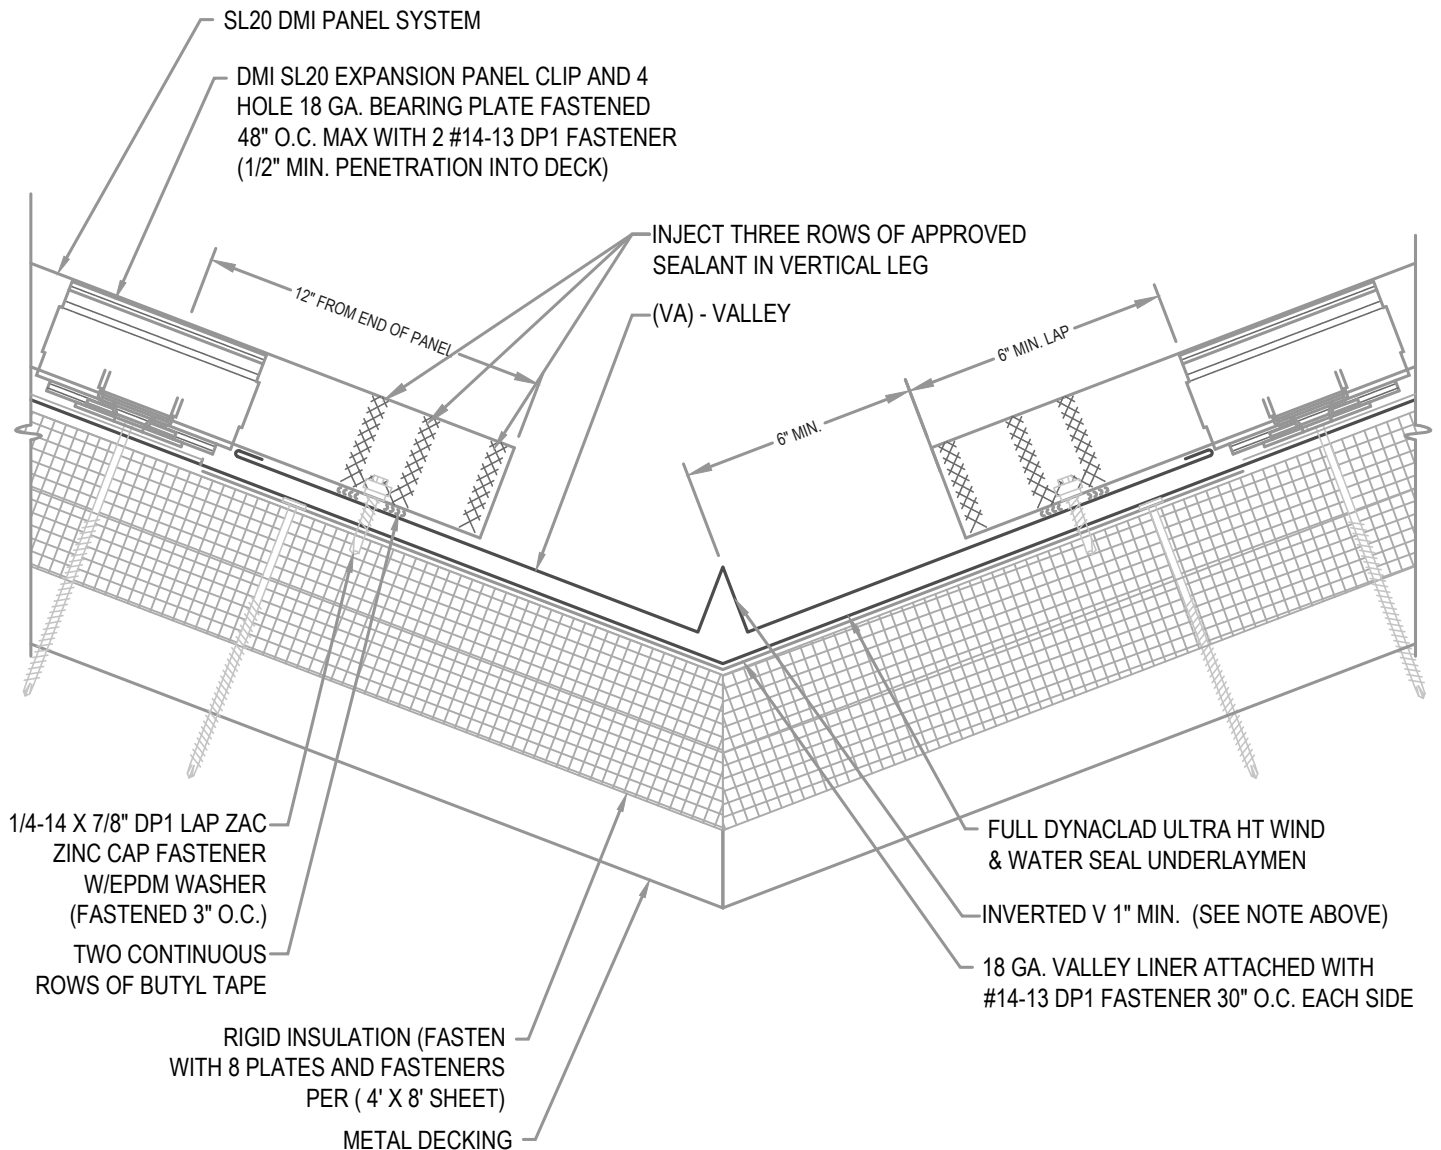 SL20 DMI PANEL SYSTEM
DMI SL20 EXPANSION PANEL CLIP AND 4
HOLE 18 GA. BEARING PLATE FASTENED
48" O.C. MAX WITH 2 #14-13 DP1 FASTENER
(1/2" MIN. PENETRATION INTO DECK)
INJECT THREE ROWS OF APPROVED
SEALANT IN VERTICAL LEG
(VA) - VALLEY
12" FROM END OF PANEL
6" MIN. LAP
6" MIN.
1/4-14 X 7/8" DP1 LAP ZAC
ZINC CAP FASTENER
W/EPDM WASHER
(FASTENED 3" O.C.)
TWO CONTINUOUS
ROWS OF BUTYL TAPE
RIGID INSULATION (FASTEN
WITH 8 PLATES AND FASTENERS
PER ( 4' X 8' SHEET)
METAL DECKING
FULL DYNACLAD ULTRA HT WIND
& WATER SEAL UNDERLAYMEN
INVERTED V 1" MIN. (SEE NOTE ABOVE)
18 GA. VALLEY LINER ATTACHED WITH
#14-13 DP1 FASTENER 30" O.C. EACH SIDE